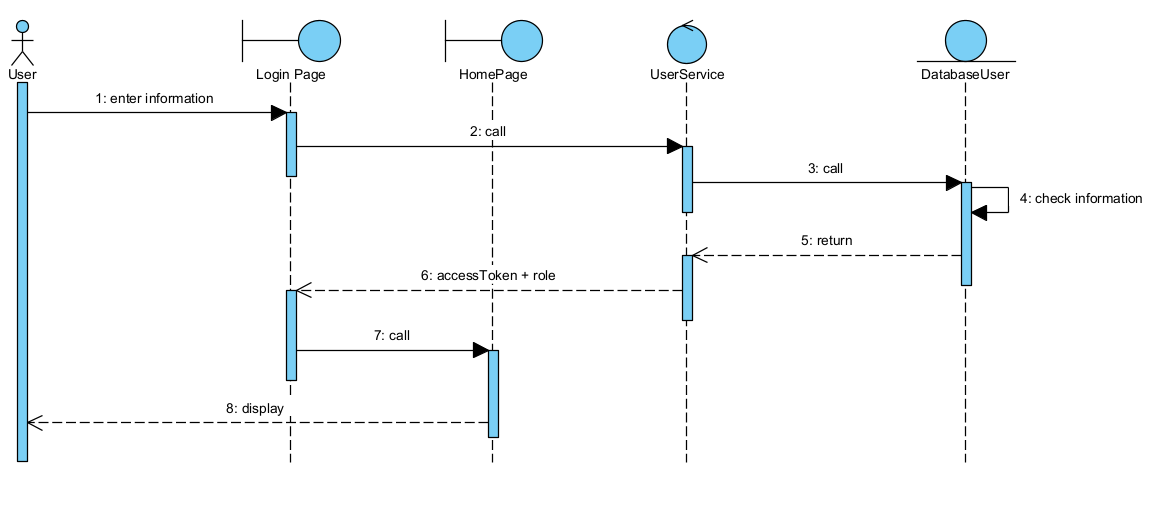 User
Login Page
HomePage
UserService
DatabaseUser
1: enter information
2: call
3: call
4: check information
5: return
6: accessToken + role
7: call
8: display